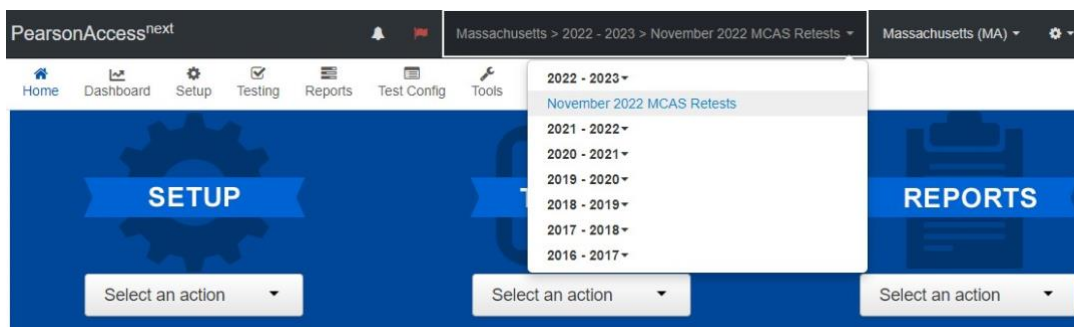 PearsonAccessnext
Massachusetts > 2022 - 2023 > November 2022 MCAS Retests
Massachusetts (MA)
Home
Dashboard
Setup
Testing
Reports
Test Config
Tools
2022 - 2023
November 2022 MCAS Retests
2021 - 2022
2020 - 2021
2019 - 2020
2018 - 2019
2017 - 2018
2016 - 2017
SETUP
T
REPORTS
Select an action
Select an action
Select an action